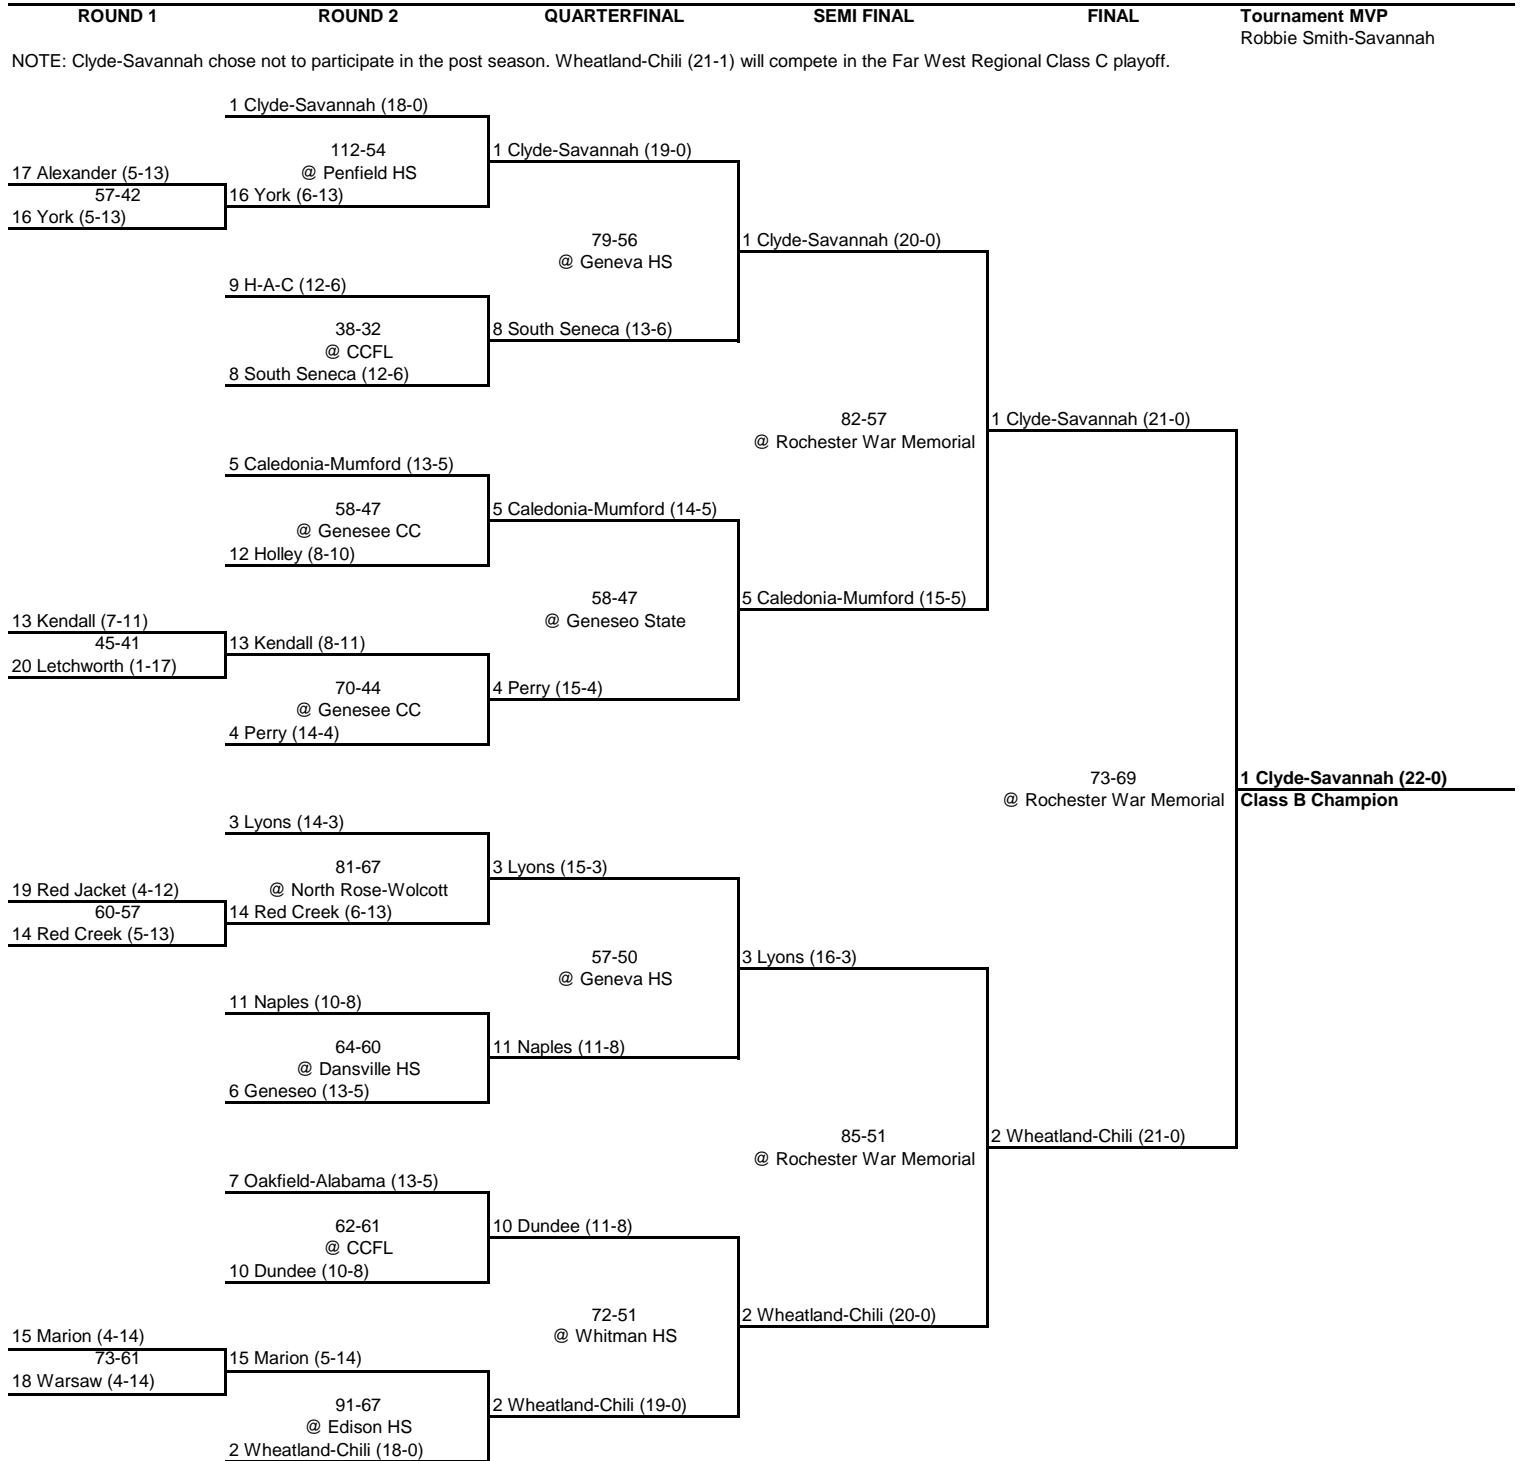 ROUND 1 ROUND 2 QUARTERFINAL SEMI FINAL FINAL Tournament MVP
Robbie Smith-Savannah
NOTE: Clyde-Savannah chose not to participate in the post season. Wheatland-Chili (21-1) will compete in the Far West Regional Class C playoff.
1 Clyde-Savannah (18-0)
112-54 1 Clyde-Savannah (19-0)
17 Alexander (5-13) @ Penfield HS
57-42 16 York (6-13)
16 York (5-13)
79-56 1 Clyde-Savannah (20-0)
@ Geneva HS
9 H-A-C (12-6)
38-32 8 South Seneca (13-6)
@ CCFL
8 South Seneca (12-6)
82-57 1 Clyde-Savannah (21-0)
@ Rochester War Memorial
5 Caledonia-Mumford (13-5)
58-47 5 Caledonia-Mumford (14-5)
@ Genesee CC
12 Holley (8-10)
58-47 5 Caledonia-Mumford (15-5)
13 Kendall (7-11) @ Geneseo State
45-41 13 Kendall (8-11)
20 Letchworth (1-17)
70-44 4 Perry (15-4)
@ Genesee CC
4 Perry (14-4)
73-69 1 Clyde-Savannah (22-0)
@ Rochester War Memorial Class B Champion
3 Lyons (14-3)
81-67 3 Lyons (15-3)
19 Red Jacket (4-12) @ North Rose-Wolcott
60-57 14 Red Creek (6-13)
14 Red Creek (5-13)
57-50 3 Lyons (16-3)
@ Geneva HS
11 Naples (10-8)
64-60 11 Naples (11-8)
@ Dansville HS
6 Geneseo (13-5)
85-51 2 Wheatland-Chili (21-0)
@ Rochester War Memorial
7 Oakfield-Alabama (13-5)
62-61 10 Dundee (11-8)
@ CCFL
10 Dundee (10-8)
72-51 2 Wheatland-Chili (20-0)
15 Marion (4-14) @ Whitman HS
73-61 15 Marion (5-14)
18 Warsaw (4-14)
91-67 2 Wheatland-Chili (19-0)
@ Edison HS
2 Wheatland-Chili (18-0)